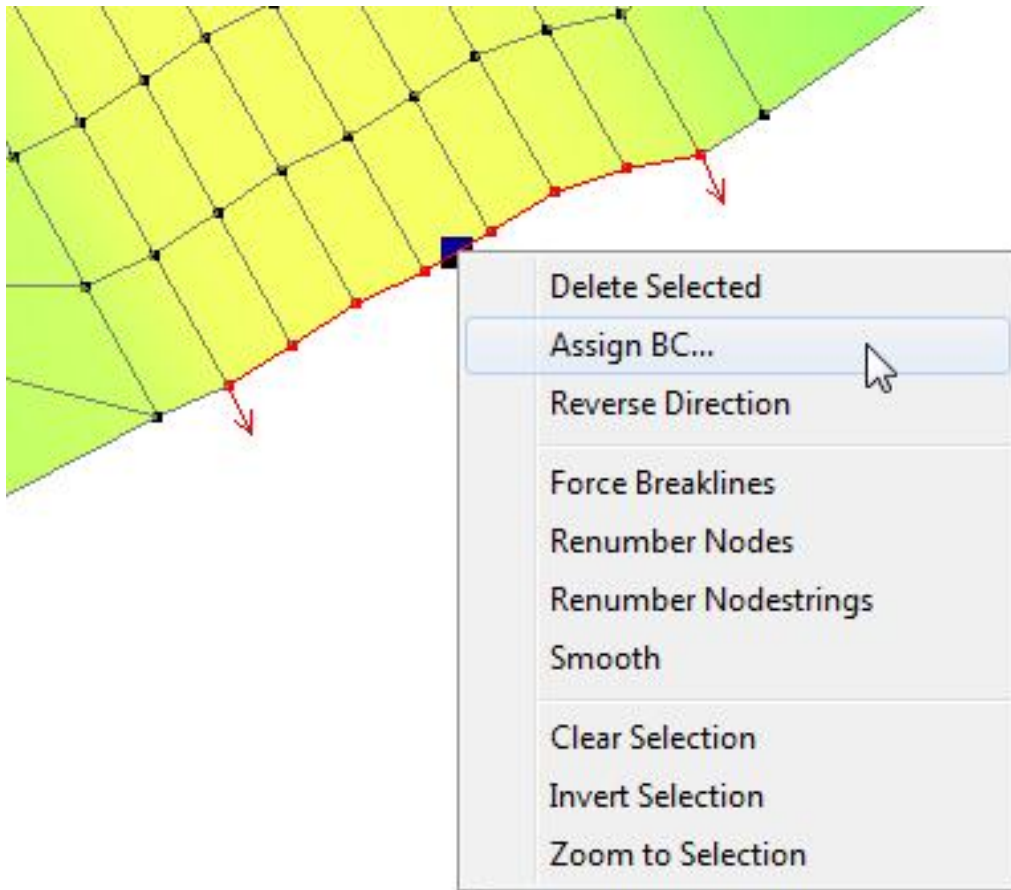 Delete Selected
Assign BC...
Reverse Direction
Force Breaklines
Renumber Nodes
Renumber Nodestrings
Smooth
Clear Selection
Invert Selection
Zoom to Selection